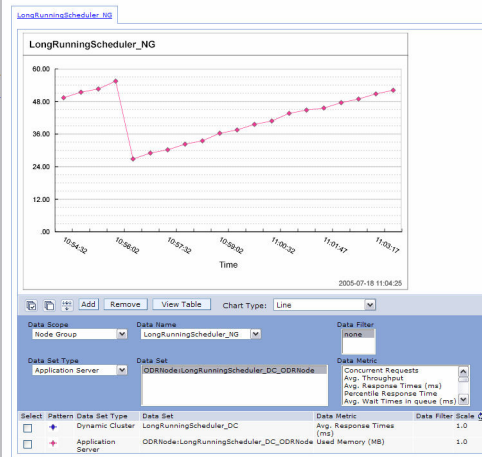 LongRunningScheduler_NG
LongRunningScheduler_NG
60.00
48.00
36.00
24.00
12.00
.00
10:54:32
10:56:02
10:57:32
10:59:02
11:00:32
11:01:47
11:03:17
Time
2005-07-18 11:04:25
Add Remove View Table Chart Type: Line
Data Scope Data Name Data Filter
Node Group LongRunningScheduler_NG none
Data Set Type Data Set Data Metric
Application Server ODRNode:LongRunningScheduler_DC_ODRNode Concurrent Requests
Avg. Throughput
Avg. Response Times (ms)
Percentile Response Time
Avg. Wait Times in queue (ms)
Select Pattern Data Set Type Data Set Data Metric Data Filter Scale
Dynamic Cluster LongRunningScheduler_DC Avg. Response Times (ms) 1.0
Application Server ODRNode:LongRunningScheduler_DC_ODRNode Used Memory (MB) 1.0